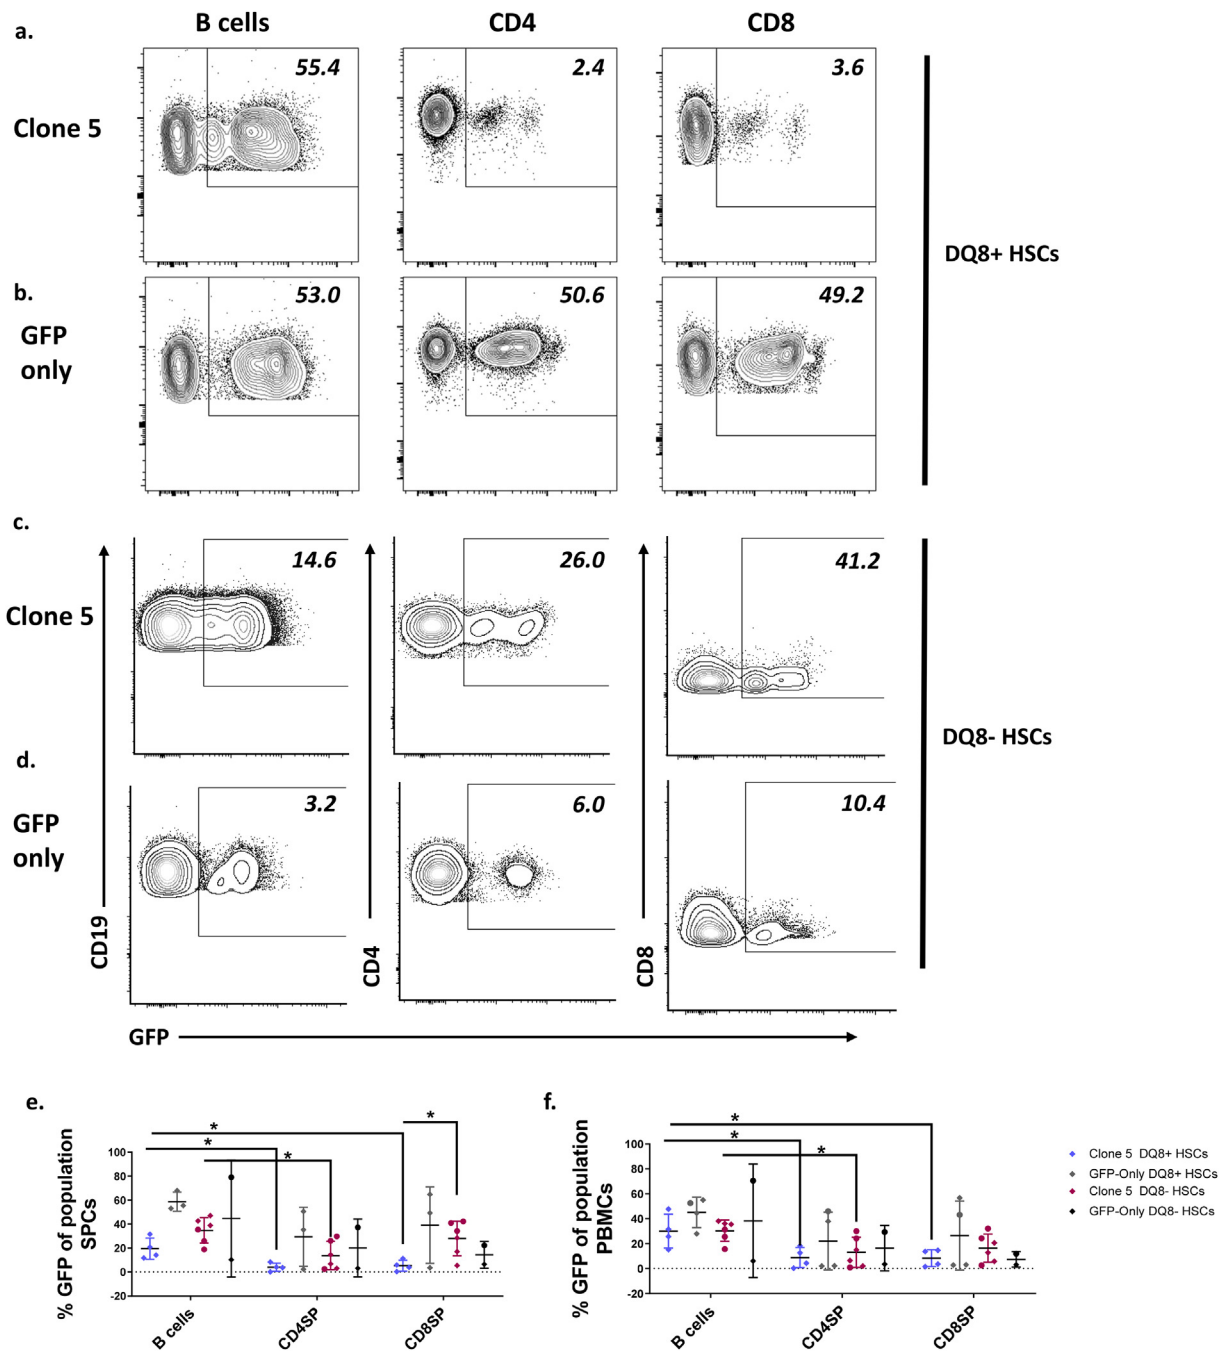 a.
B cells
CD4
CD8
Clone 5
55.4
2.4
3.6
DQ8+ HSCs
b.
GFP
only
53.0
50.6
49.2
c.
Clone 5
14.6
26.0
41.2
DQ8- HSCs
d.
GFP
only
3.2
6.0
10.4
CD19
CD4
CD8
GFP
e.
% GFP of population
SPCs
100
80
60
40
20
0
-20
*
*
*
*
B cells
CD4SP
CD8SP
f.
% GFP of population
PBMCs
100
80
60
40
20
0
-20
*
*
*
B cells
CD4SP
CD8SP
Clone 5 DQ8+ HSCs
GFP-Only DQ8+ HSCs
Clone 5 DQ8- HSCs
GFP-Only DQ8- HSCs